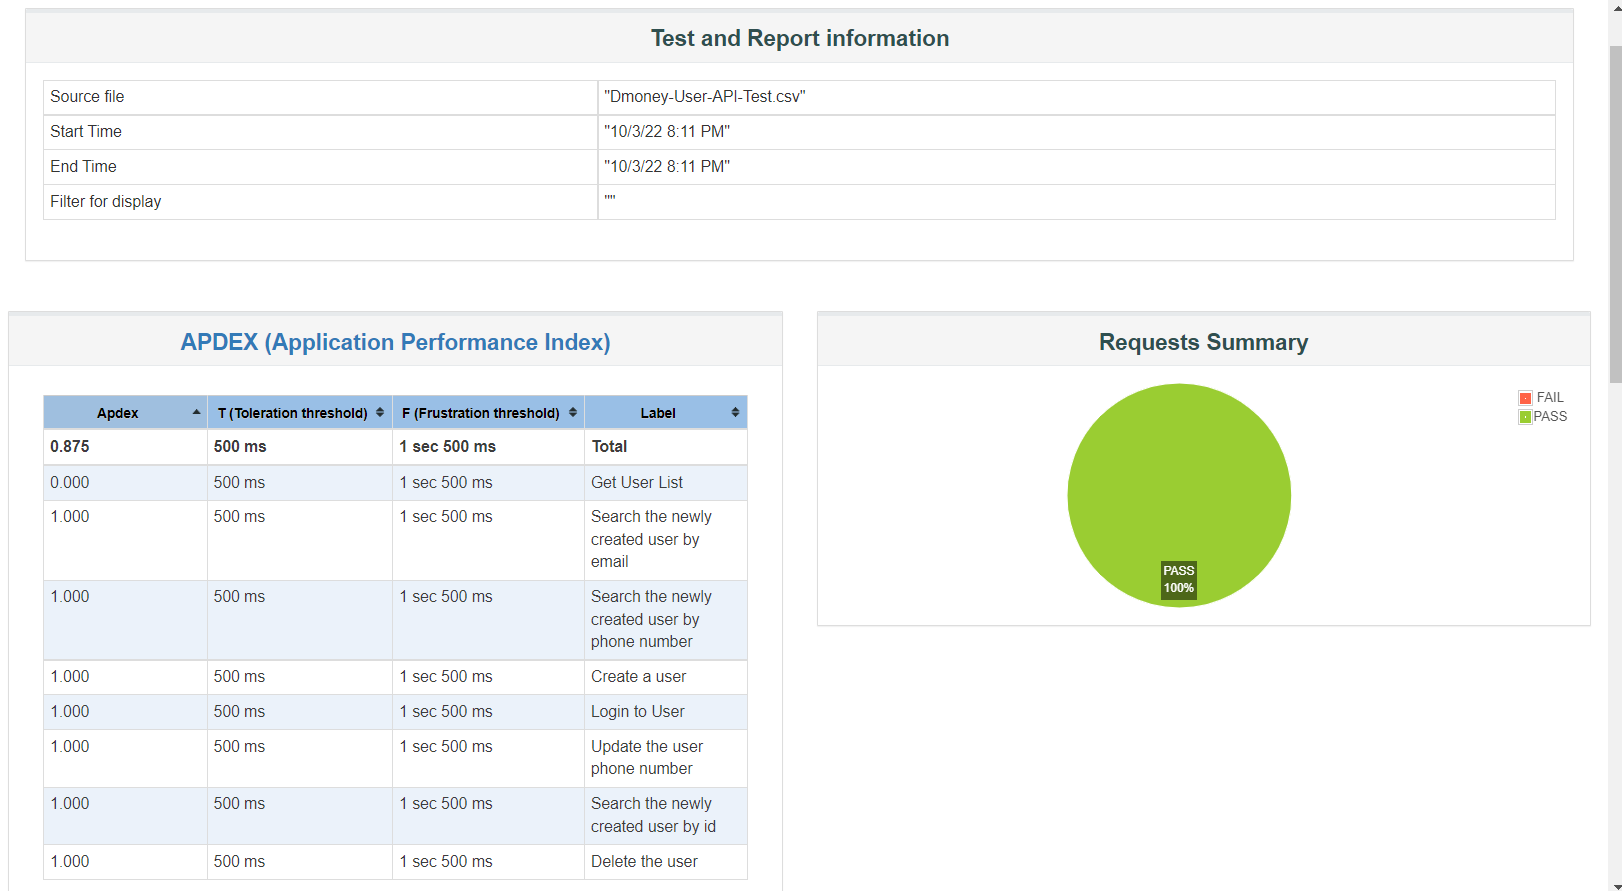 Test and Report information
Source file "Dmoney-User-API-Test.csv"
Start Time "10/3/22 8:11 PM"
End Time "10/3/22 8:11 PM"
Filter for display ""
APDEX (Application Performance Index)
Apdex T (Toleration threshold) F (Frustration threshold) Label
0.875 500 ms 1 sec 500 ms Total
0.000 500 ms 1 sec 500 ms Get User List
1.000 500 ms 1 sec 500 ms Search the newly
created user by
email
1.000 500 ms 1 sec 500 ms Search the newly
created user by
phone number
1.000 500 ms 1 sec 500 ms Create a user
1.000 500 ms 1 sec 500 ms Login to User
1.000 500 ms 1 sec 500 ms Update the user
phone number
1.000 500 ms 1 sec 500 ms Search the newly
created user by id
1.000 500 ms 1 sec 500 ms Delete the user
Requests Summary
FAIL
PASS
PASS
100%